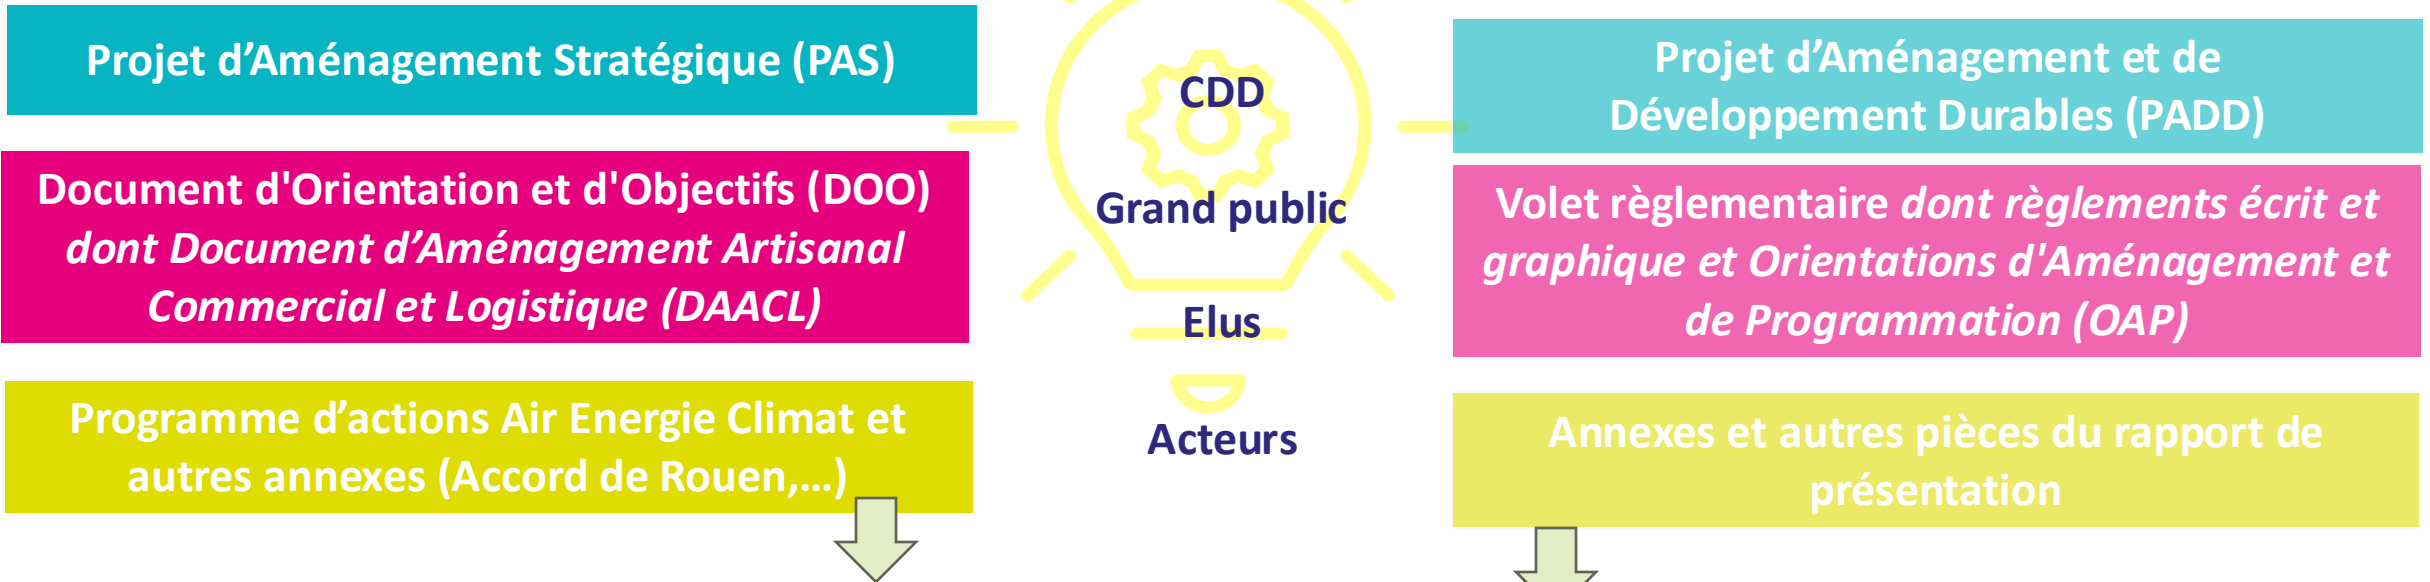 Projet d’Aménagement Stratégique (PAS)
Document d'Orientation et d'Objectifs (DOO)
dont Document d’Aménagement Artisanal
Commercial et Logistique (DAACL)
Programme d’actions Air Energie Climat et
autres annexes (Accord de Rouen,...)
CDD
Grand public
Elus
Acteurs
Projet d’Aménagement et de
Développement Durables (PADD)
Volet règlementaire dont règlements écrit et
graphique et Orientations d'Aménagement et
de Programmation (OAP)
Annexes et autres pièces du rapport de
présentation